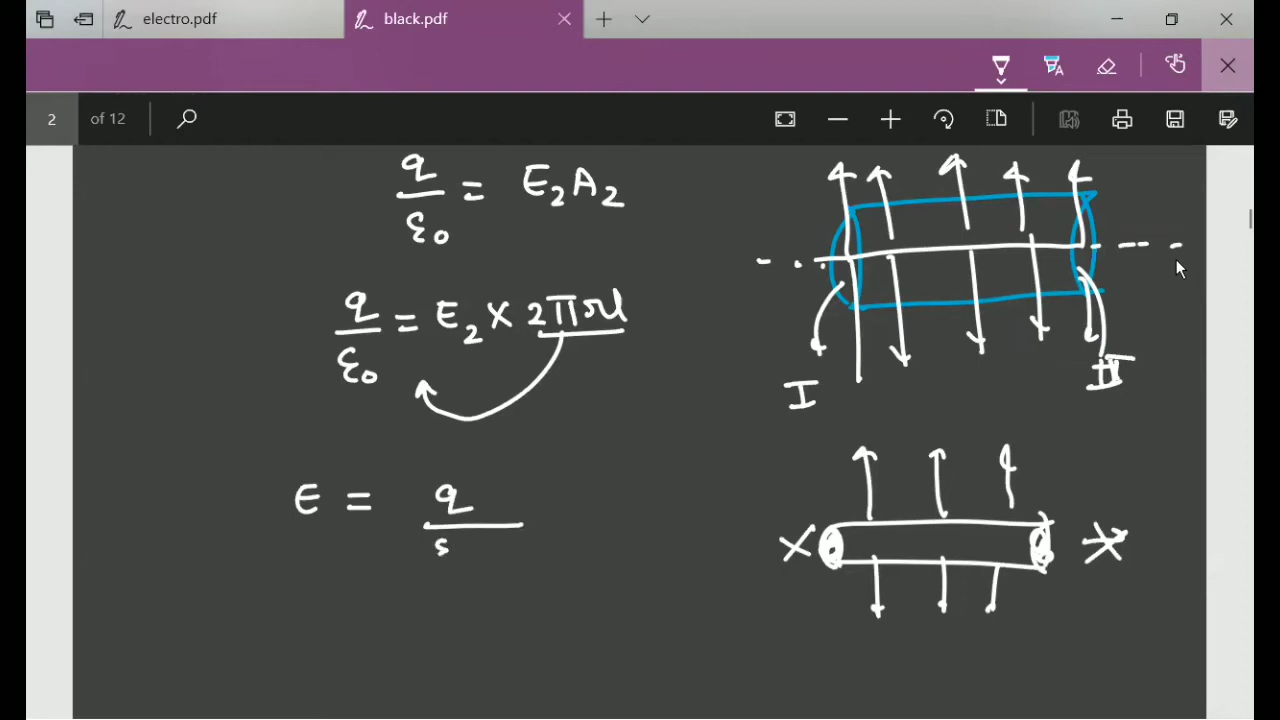 electro.pdf
black.pdf
2 of 12
q/ε₀ = E₂A₂
q/ε₀ = E₂ × 2πrl
I
II
E = q